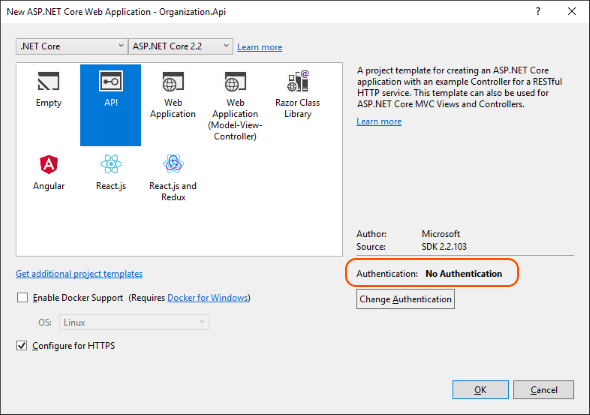 New ASP.NET Core Web Application - Organization.Api
?
.NET Core
ASP.NET Core 2.2
Learn more
Empty
API
Web
Application
Web
Application
(Model-View-
Controller)
Razor Class
Library
Angular
React.js
React.js and
Redux
A project template for creating an ASP.NET Core
application with an example Controller for a RESTful
HTTP service. This template can also be used for
ASP.NET Core MVC Views and Controllers.
Learn more
Author: Microsoft
Source: SDK 2.2.103
Get additional project templates
Authentication: No Authentication
Enable Docker Support (Requires Docker for Windows)
Change Authentication
OS: Linux
Configure for HTTPS
OK
Cancel